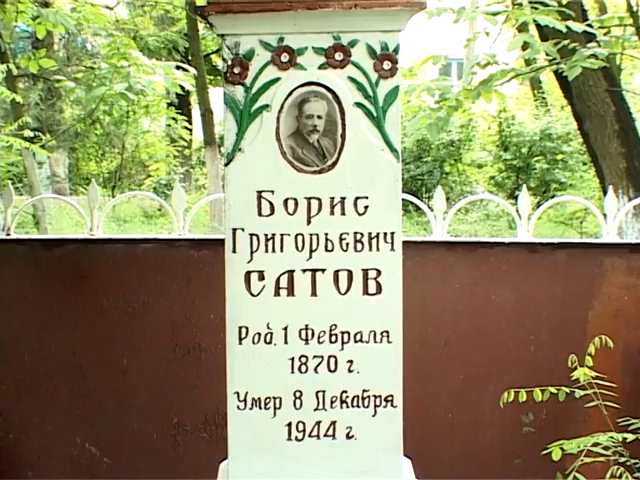 Борис
Григорьевич
САТОВ
Род. 1 Февраля
1870 г.
Умер 8 Декабря
1944 г.